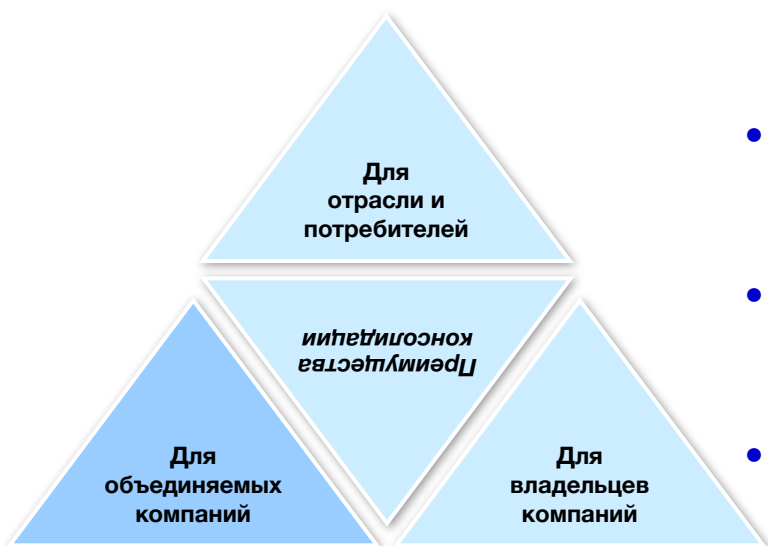 Для
отрасли и
потребителей
Преимущества
консолидации
Для
объединяемых
компаний
Для
владельцев
компаний